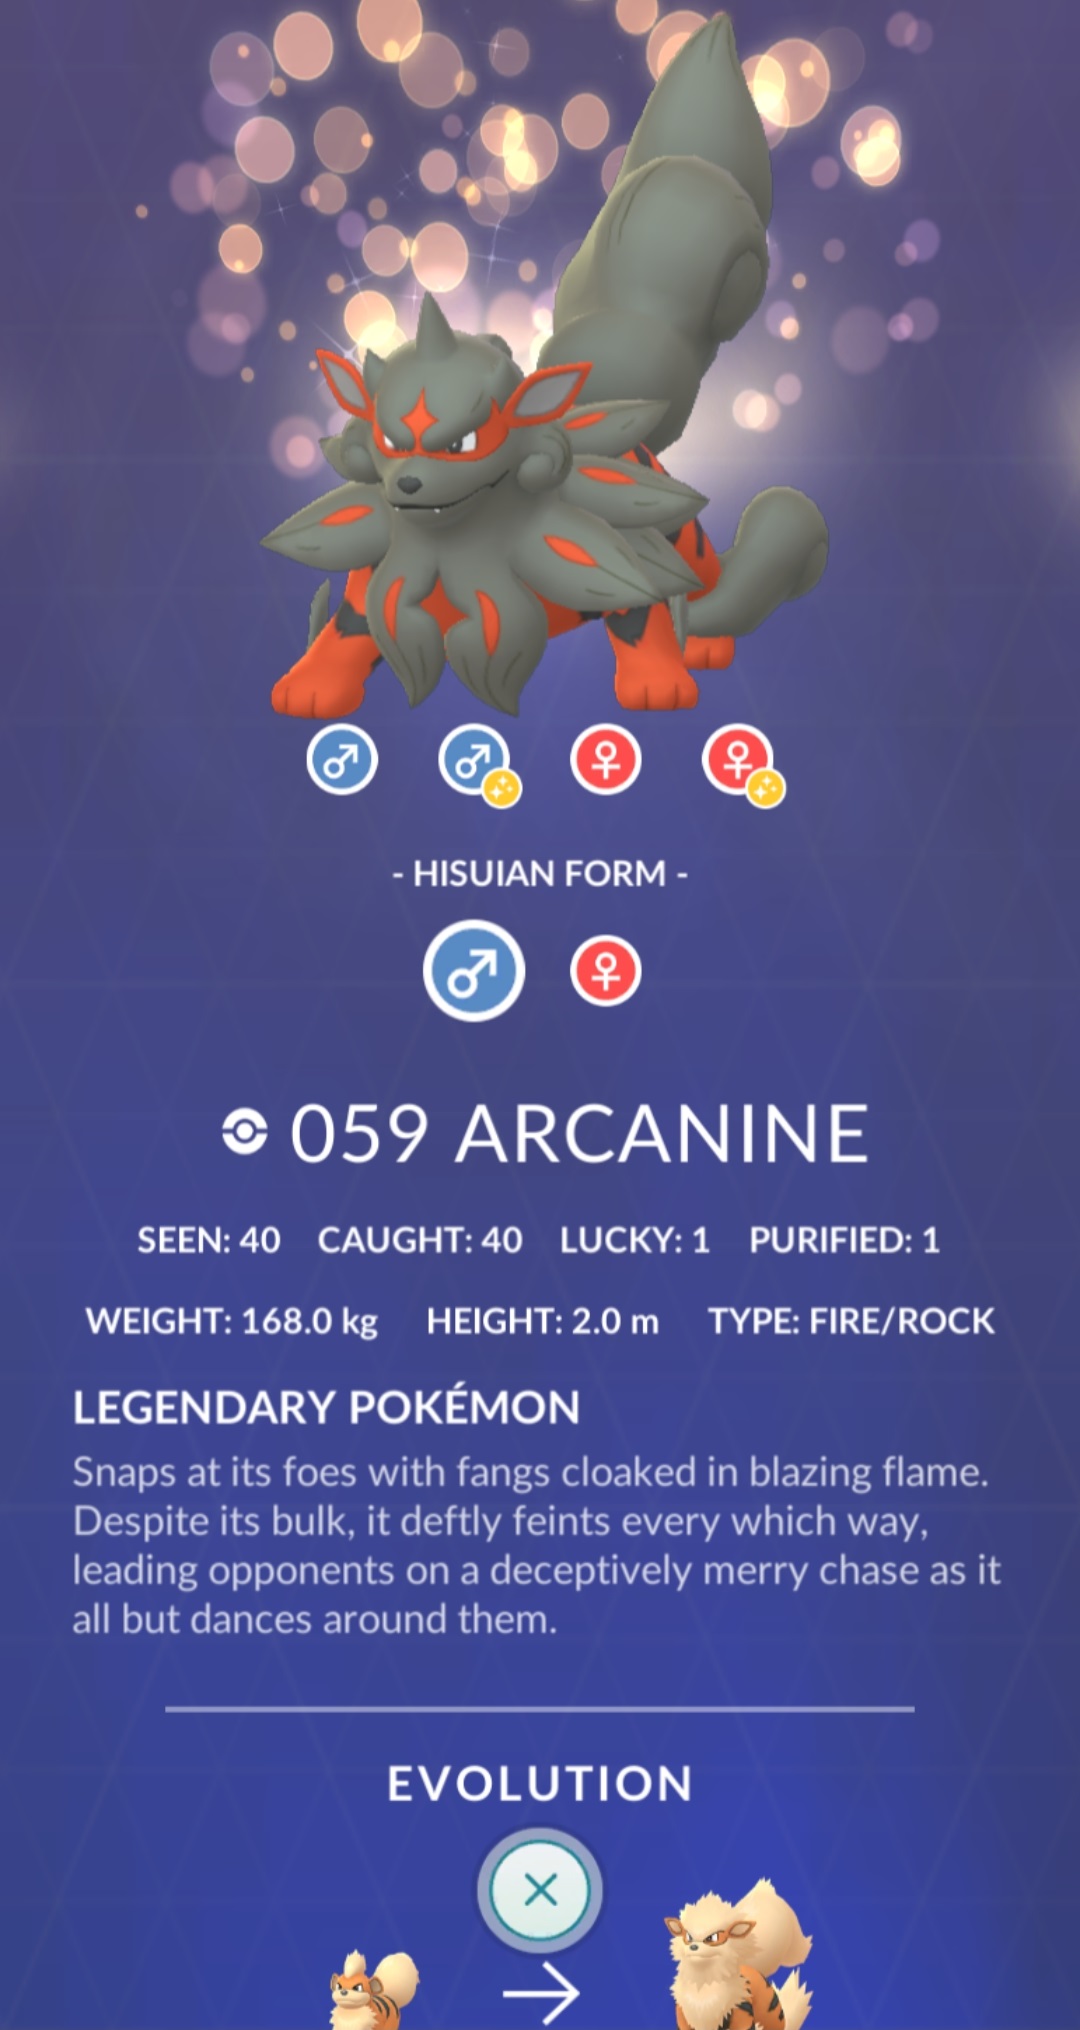 - HISUIAN FORM -
059 ARCANINE
SEEN: 40 CAUGHT: 40 LUCKY: 1 PURIFIED: 1
WEIGHT: 168.0 kg HEIGHT: 2.0 m TYPE: FIRE/ROCK
LEGENDARY POKÉMON
Snaps at its foes with fangs cloaked in blazing flame.
Despite its bulk, it deftly feints every which way,
leading opponents on a deceptively merry chase as it
all but dances around them.
EVOLUTION